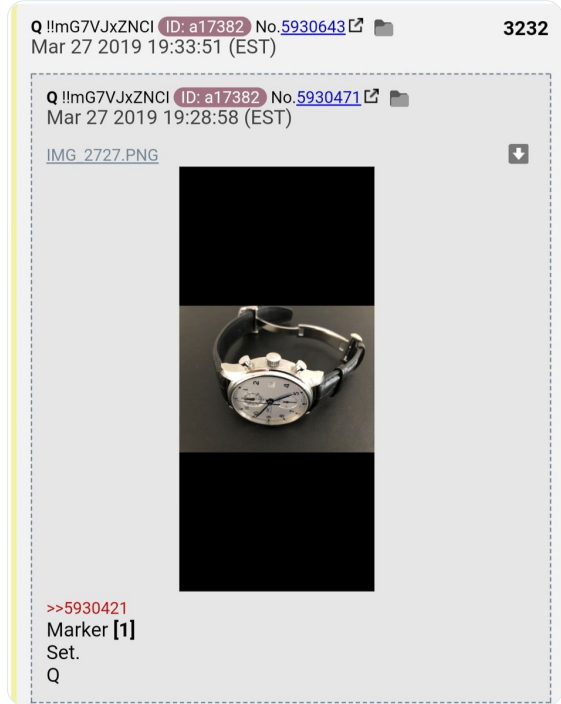 Q !!mG7VJxZNCI ID: a17382 No.5930643 3232
Mar 27 2019 19:33:51 (EST)
Q !!mG7VJxZNCI ID: a17382 No.5930471
Mar 27 2019 19:28:58 (EST)
IMG_2727.PNG
>>5930421
Marker [1]
Set.
Q